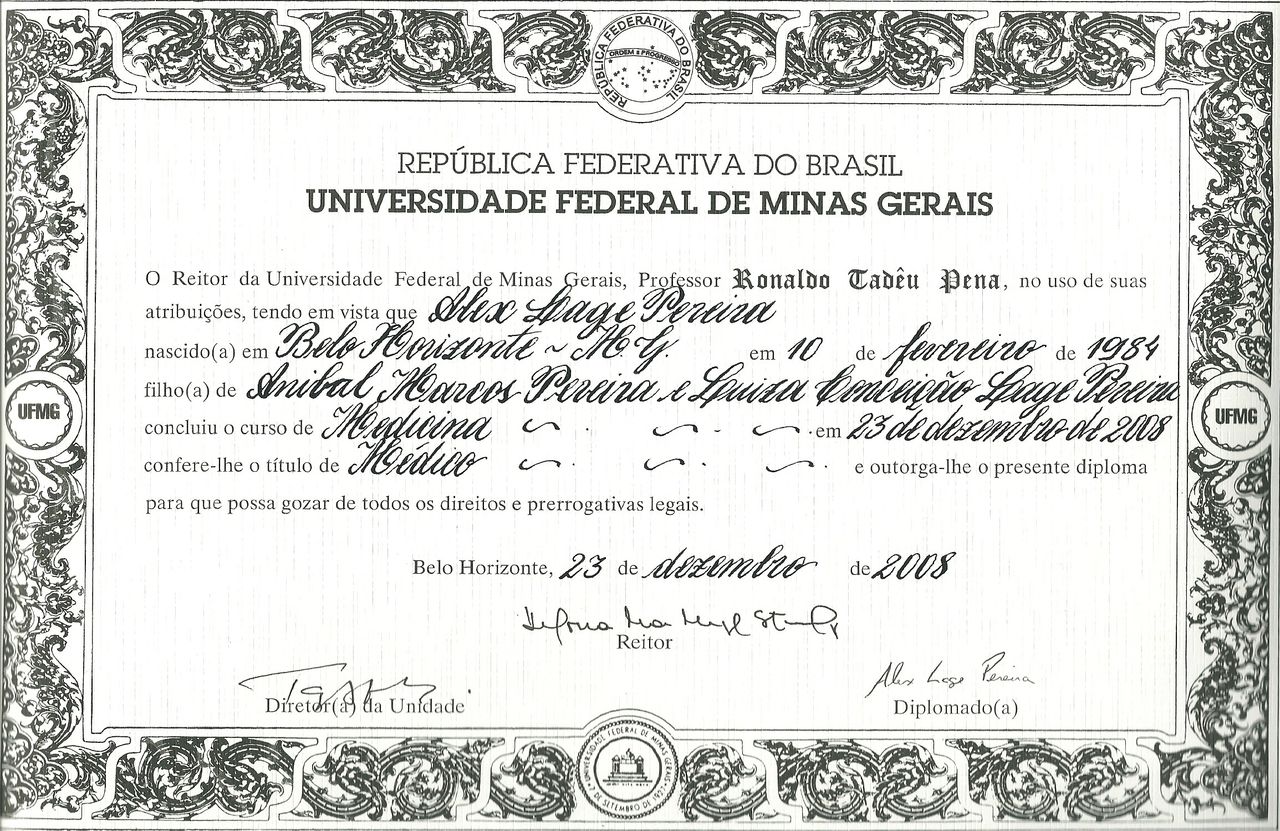 REPÚBLICA FEDERATIVA DO BRASIL
ORDEM E PROGRESSO
REPÚBLICA FEDERATIVA DO BRASIL
UNIVERSIDADE FEDERAL DE MINAS GERAIS
O Reitor da Universidade Federal de Minas Gerais, Professor Ronaldo Tadêu Pena, no uso de suas
atribuições, tendo em vista que Alex Lage Pereira
nascido(a) em Belo Horizonte ~ M.G. em 10 de fevereiro de 1984
filho(a) de Anibal Marcos Pereira e Luiza Conceição Lage Pereira
UFMG
UFMG
concluiu o curso de Medicina ~ . ~ . ~ . em 23 de dezembro de 2008
confere-lhe o título de Médico ~ . ~ . ~ . e outorga-lhe o presente diploma
para que possa gozar de todos os direitos e prerrogativas legais.
Belo Horizonte, 23 de dezembro de 2008
Reitor
Alex Lage Pereira
Diretor(a) da Unidade
Diplomado(a)
UNIVERSIDADE FEDERAL DE MINAS GERAIS
7 DE SETEMBRO DE